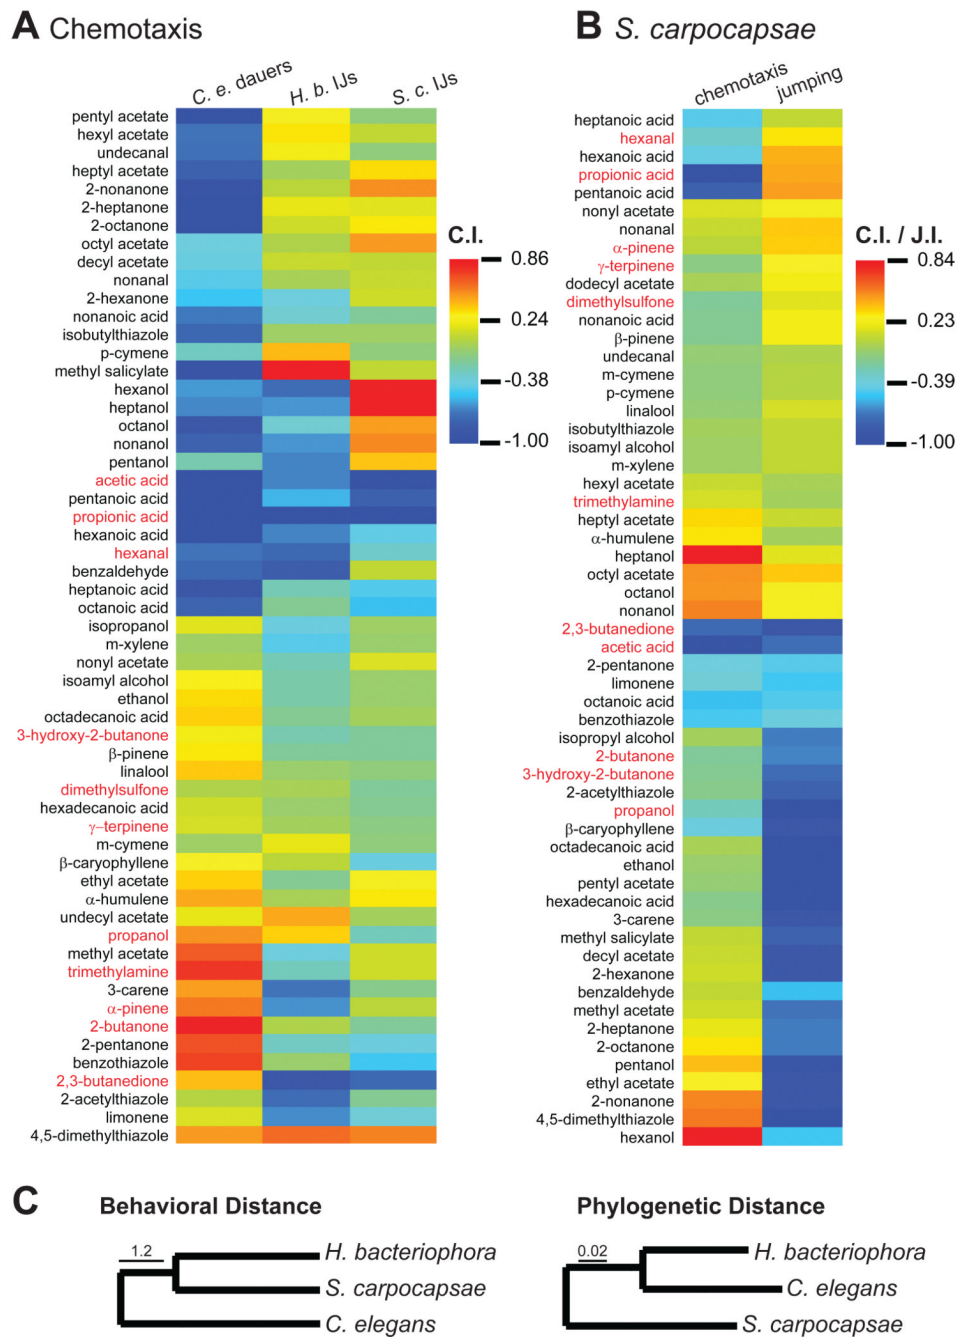 A Chemotaxis
C. e. dauers
H. b. IJs
S. c. IJs
pentyl acetate
hexyl acetate
undecanal
heptyl acetate
2-nonanone
2-heptanone
2-octanone
octyl acetate
decyl acetate
nonanal
2-hexanone
nonanoic acid
isobutylthiazole
p-cymene
methyl salicylate
hexanol
heptanol
octanol
nonanol
pentanol
acetic acid
pentanoic acid
propionic acid
hexanoic acid
hexanal
benzaldehyde
heptanoic acid
octanoic acid
isopropanol
m-xylene
nonyl acetate
isoamyl alcohol
ethanol
octadecanoic acid
3-hydroxy-2-butanone
β-pinene
linalool
dimethylsulfone
hexadecanoic acid
γ–terpinene
m-cymene
β-caryophyllene
ethyl acetate
α-humulene
undecyl acetate
propanol
methyl acetate
trimethylamine
3-carene
α-pinene
2-butanone
2-pentanone
benzothiazole
2,3-butanedione
2-acetylthiazole
limonene
4,5-dimethylthiazole
C.I.
0.86
0.24
-0.38
-1.00
B S. carpocapsae
chemotaxis
jumping
heptanoic acid
hexanal
hexanoic acid
propionic acid
pentanoic acid
nonyl acetate
nonanal
α-pinene
γ-terpinene
dodecyl acetate
dimethylsulfone
nonanoic acid
β-pinene
undecanal
m-cymene
p-cymene
linalool
isobutylthiazole
isoamyl alcohol
m-xylene
hexyl acetate
trimethylamine
heptyl acetate
α-humulene
heptanol
octyl acetate
octanol
nonanol
2,3-butanedione
acetic acid
2-pentanone
limonene
octanoic acid
benzothiazole
isopropyl alcohol
2-butanone
3-hydroxy-2-butanone
2-acetylthiazole
propanol
β-caryophyllene
octadecanoic acid
ethanol
pentyl acetate
hexadecanoic acid
3-carene
methyl salicylate
decyl acetate
2-hexanone
benzaldehyde
methyl acetate
2-heptanone
2-octanone
pentanol
ethyl acetate
2-nonanone
4,5-dimethylthiazole
hexanol
C.I. / J.I.
0.84
0.23
-0.39
-1.00
C
Behavioral Distance
1.2
H. bacteriophora
S. carpocapsae
C. elegans
Phylogenetic Distance
0.02
H. bacteriophora
C. elegans
S. carpocapsae